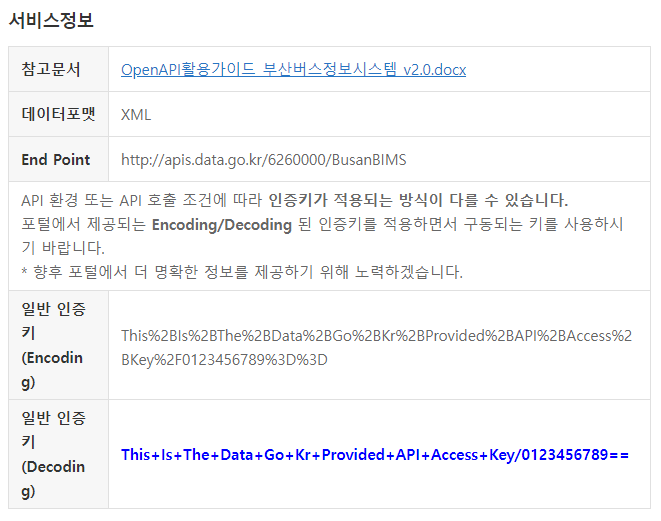 서비스정보
참고문서
OpenAPI활용가이드_부산버스정보시스템_v2.0.docx
데이터포맷
XML
End Point
http://apis.data.go.kr/6260000/BusanBIMS
API 환경 또는 API 호출 조건에 따라 인증키가 적용되는 방식이 다를 수 있습니다.
포털에서 제공되는 Encoding/Decoding 된 인증키를 적용하면서 구동되는 키를 사용하시
기 바랍니다.
* 향후 포털에서 더 명확한 정보를 제공하기 위해 노력하겠습니다.
일반 인증
키
(Encodin
g)
This%2BIs%2BThe%2BData%2BGo%2BKr%2BProvided%2BAPI%2BAccess%2
BKey%2F0123456789%3D%3D
일반 인증
키
(Decodin
g)
This+Is+The+Data+Go+Kr+Provided+API+Access+Key/0123456789==